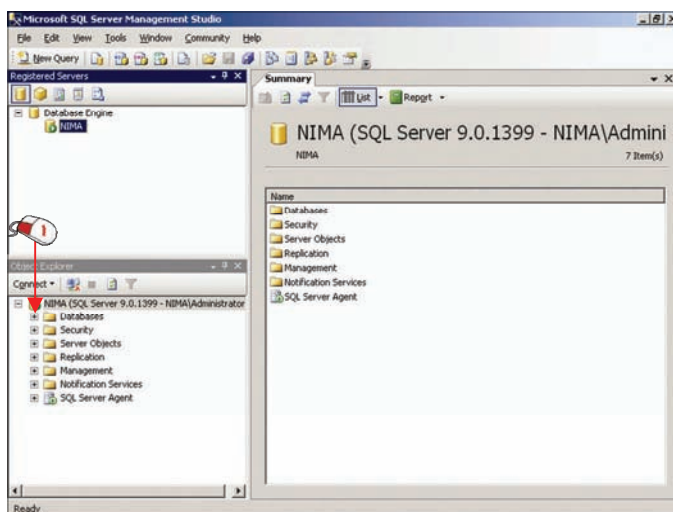 Microsoft SQL Server Management Studio
File Edit View Tools Window Community Help
New Query
Registered Servers
Database Engine
NIMA
Summary
List Report
NIMA (SQL Server 9.0.1399 - NIMA\Admini
NIMA 7 Item(s)
Name
Databases
Security
Server Objects
Replication
Management
Notification Services
SQL Server Agent
1
Object Explorer
Connect
NIMA (SQL Server 9.0.1399 - NIMA\Administrator
Databases
Security
Server Objects
Replication
Management
Notification Services
SQL Server Agent
Ready